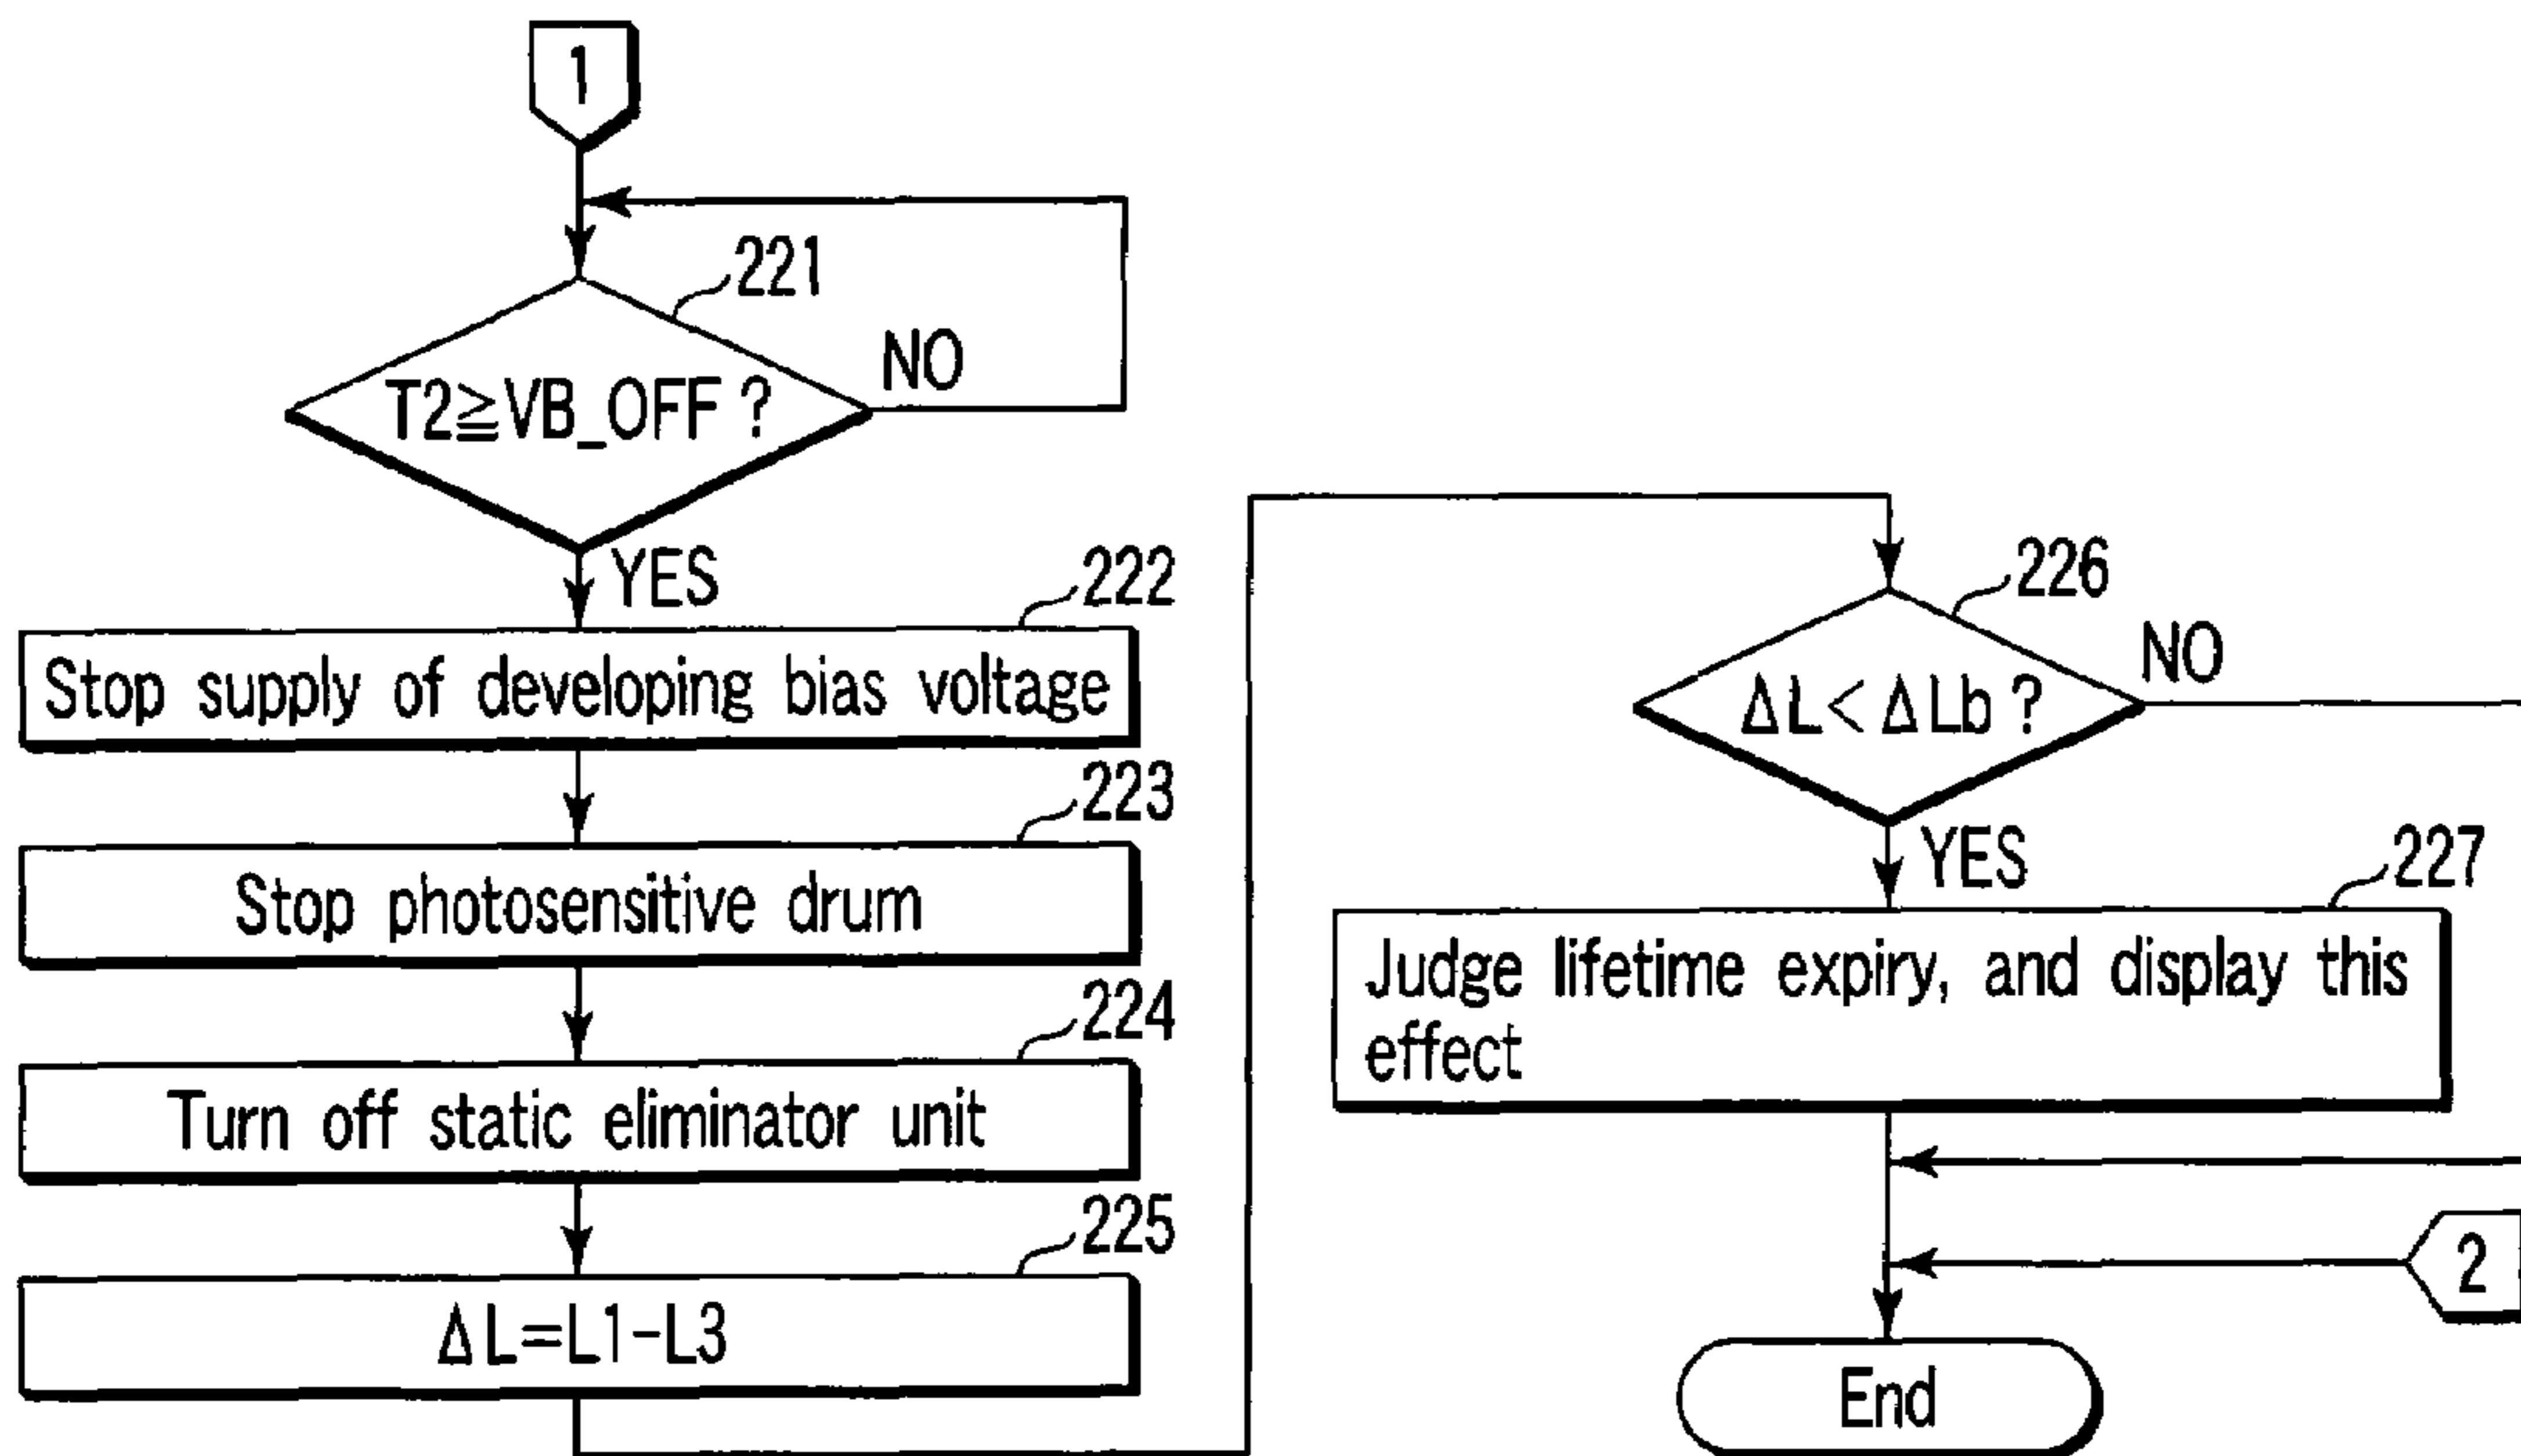 1
221
T2≧VB_OFF ?
NO
YES
222
Stop supply of developing bias voltage
223
Stop photosensitive drum
224
Turn off static eliminator unit
225
ΔL=L1-L3
226
ΔL<ΔLb ?
NO
YES
227
Judge lifetime expiry, and display this
effect
2
End